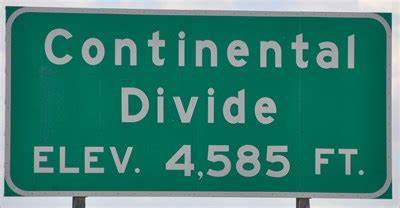 Continental
Divide
ELEV. 4,585 FT.